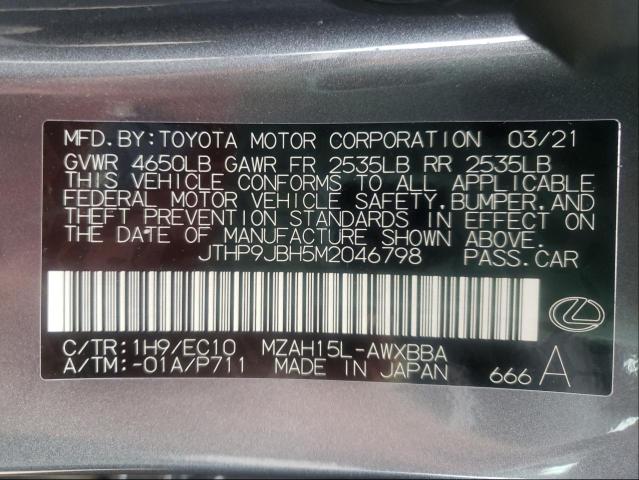 MFD.BY:TOYOTA MOTOR CORPORATION 03/21
GVWR 4650LB GAWR FR 2535LB RR 2535LB
THIS VEHICLE CONFORMS TO ALL APPLICABLE
FEDERAL MOTOR VEHICLE SAFETY,BUMPER,AND
THEFT PREVENTION STANDARDS IN EFFECT ON
THE DATE OF MANUFACTURE SHOWN ABOVE.
JTHP9JBH5M2046798 PASS.CAR
C/TR:1H9/EC10 MZAH15L-AWXBBA
A/TM:-01A/P711 MADE IN JAPAN 666 A